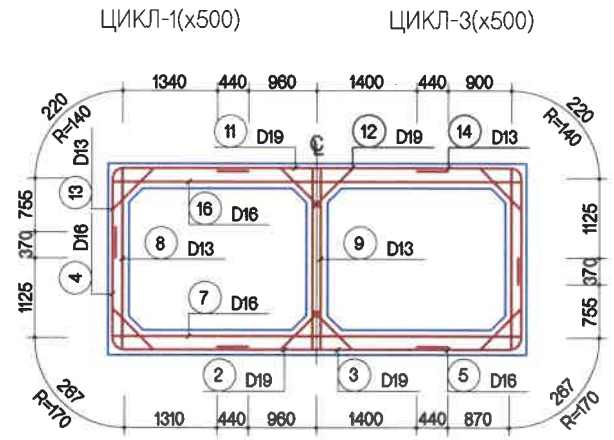 ЦИКЛ-1(x500) ЦИКЛ-3(x500)
1340 440 960 1400 440 900
220 R=140 220 R=140
11 D19 12 D19 14 D13
℄
13 D13
16 D16
755 370 1125
4 D16
8 D13 9 D13
7 D16
1125 370 755
2 D19 3 D19 5 D16
267 R=170 267 R=170
1310 440 960 1400 440 870